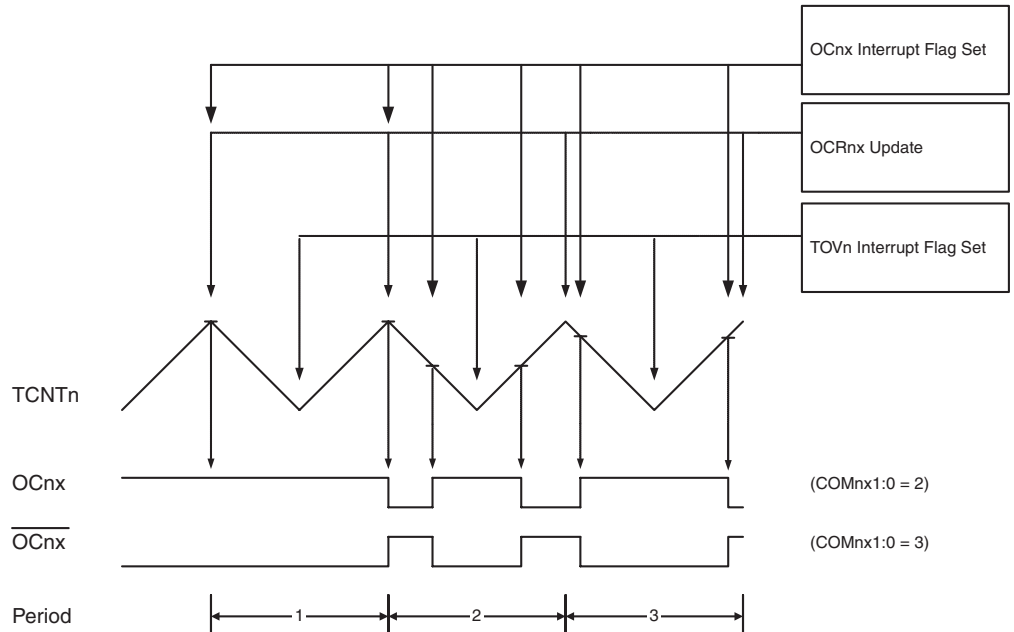 OCnx Interrupt Flag Set
OCRnx Update
TOVn Interrupt Flag Set
TCNTn
OCnx
(COMnx1:0 = 2)
OCnx
(COMnx1:0 = 3)
Period
1
2
3